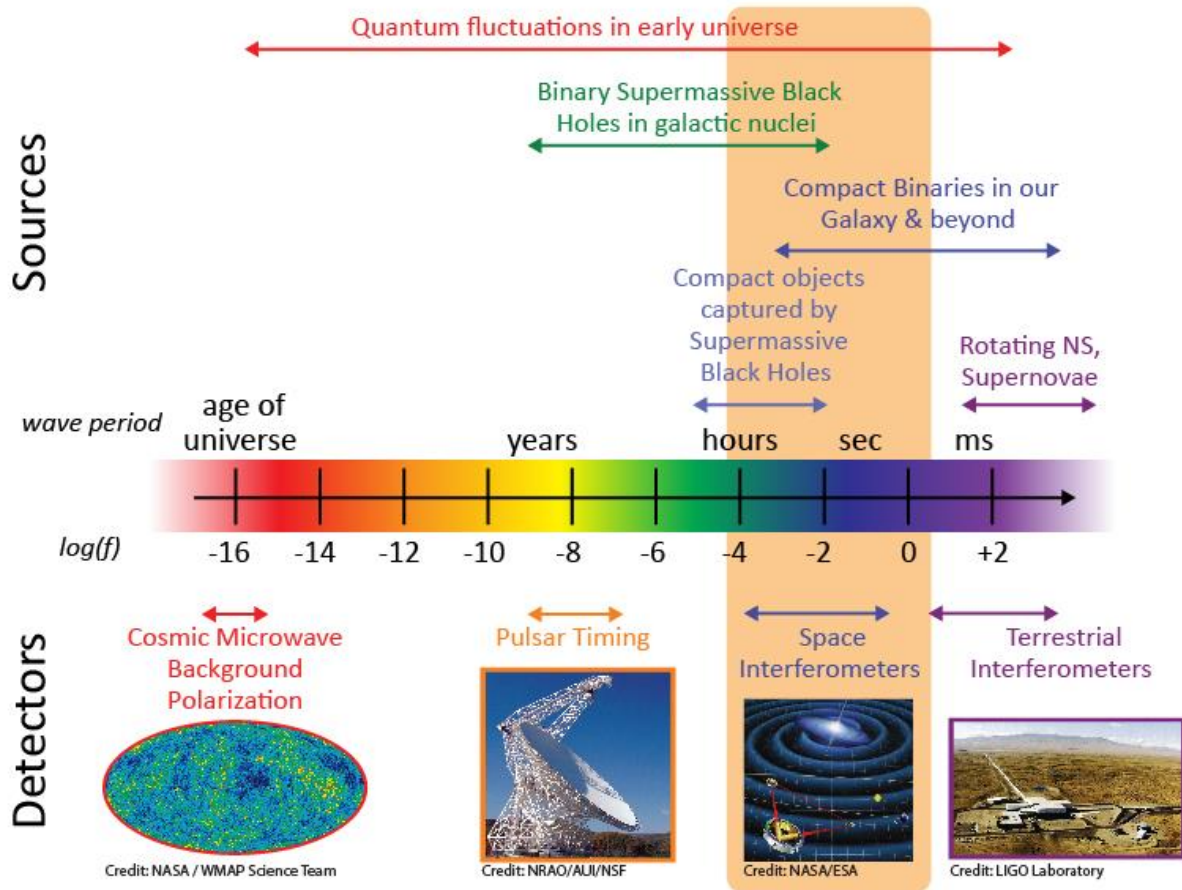 Sources
Quantum fluctuations in early universe
Binary Supermassive Black
Holes in galactic nuclei
Compact Binaries in our
Galaxy & beyond
Compact objects
captured by
Supermassive
Black Holes
Rotating NS,
Supernovae
wave period
age of
universe
years
hours
sec
ms
log(f)
-16
-14
-12
-10
-8
-6
-4
-2
0
+2
Detectors
Cosmic Microwave
Background
Polarization
Credit: NASA / WMAP Science Team
Pulsar Timing
Credit: NRAO/AUI/NSF
Space
Interferometers
Credit: NASA/ESA
Terrestrial
Interferometers
Credit: LIGO Laboratory